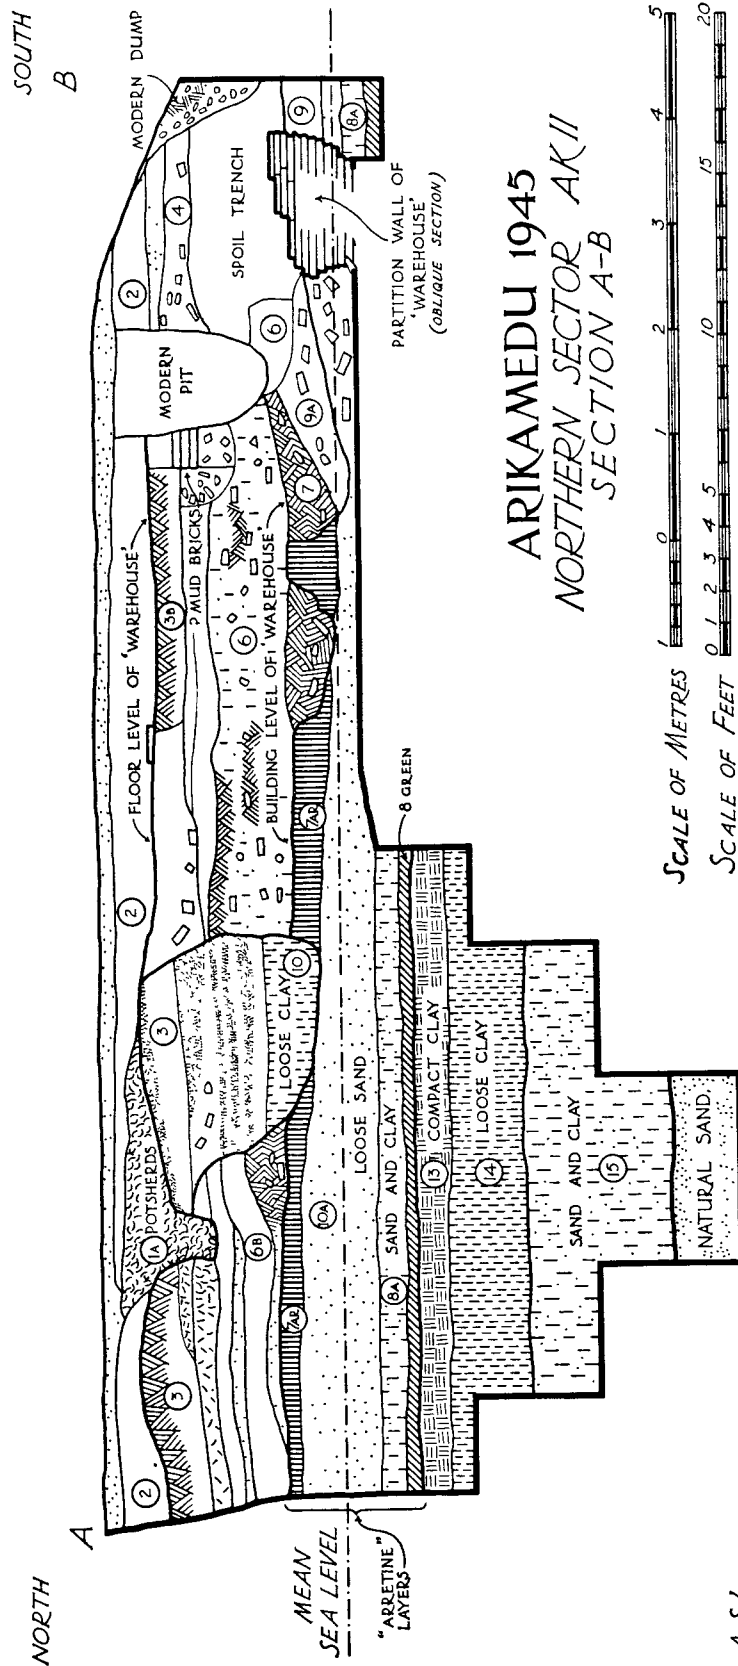 NORTH
SOUTH
A
B
MODERN DUMP
2
4
SPOIL TRENCH
9
8A
MODERN
PIT
6
PARTITION WALL OF
'WAREHOUSE'
(OBLIQUE SECTION)
9A
7
FLOOR LEVEL OF 'WAREHOUSE'
3B
? MUD BRICKS
6
BUILDING LEVEL OF 'WAREHOUSE'
7AR
2
3
LOOSE CLAY
10
1A
POTSHERDS
2
3
6B
7AR
10A
LOOSE SAND
8A
SAND AND CLAY
8 GREEN
13
COMPACT CLAY
14
LOOSE CLAY
SAND AND CLAY
15
NATURAL SAND
MEAN
SEA LEVEL
"ARRETINE"
LAYERS
ARIKAMEDU 1945
NORTHERN SECTOR AK II
SECTION A-B
SCALE OF METRES
1 0 1 2 3 4 5
SCALE OF FEET
0 1 2 3 4 5 10 15 20